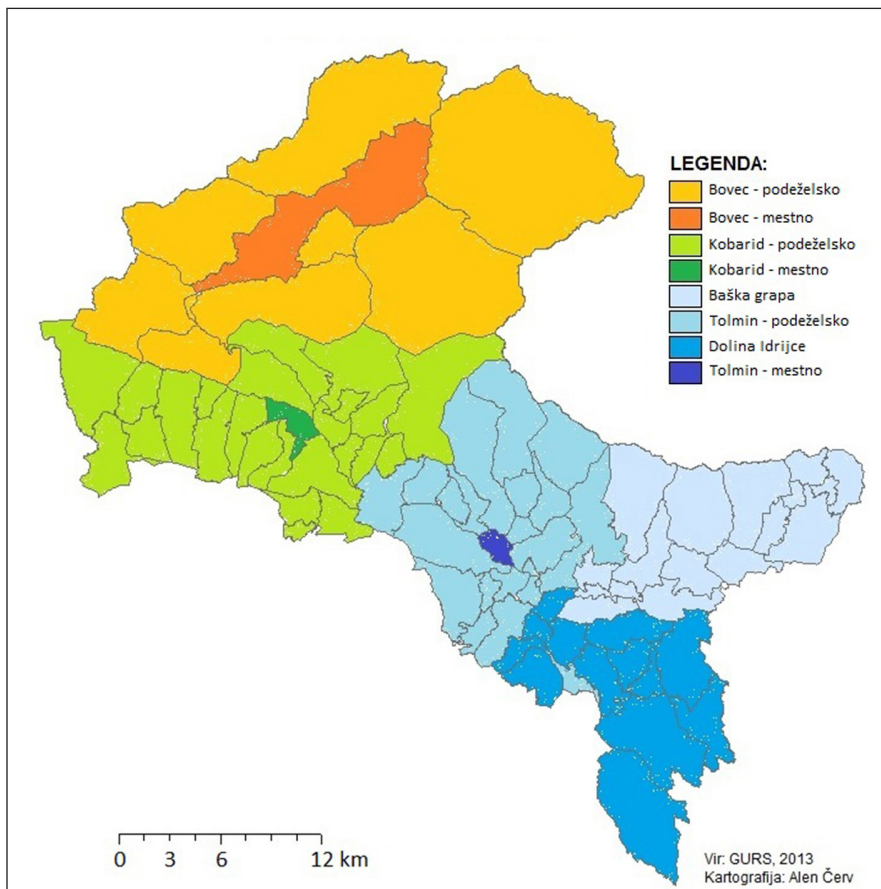 LEGENDA:
Bovec - podeželsko
Bovec - mestno
Kobarid - podeželsko
Kobarid - mestno
Baška grapa
Tolmin - podeželsko
Dolina Idrijce
Tolmin - mestno
0 3 6 12 km
Vir: GURS, 2013
Kartografija: Alen Červ